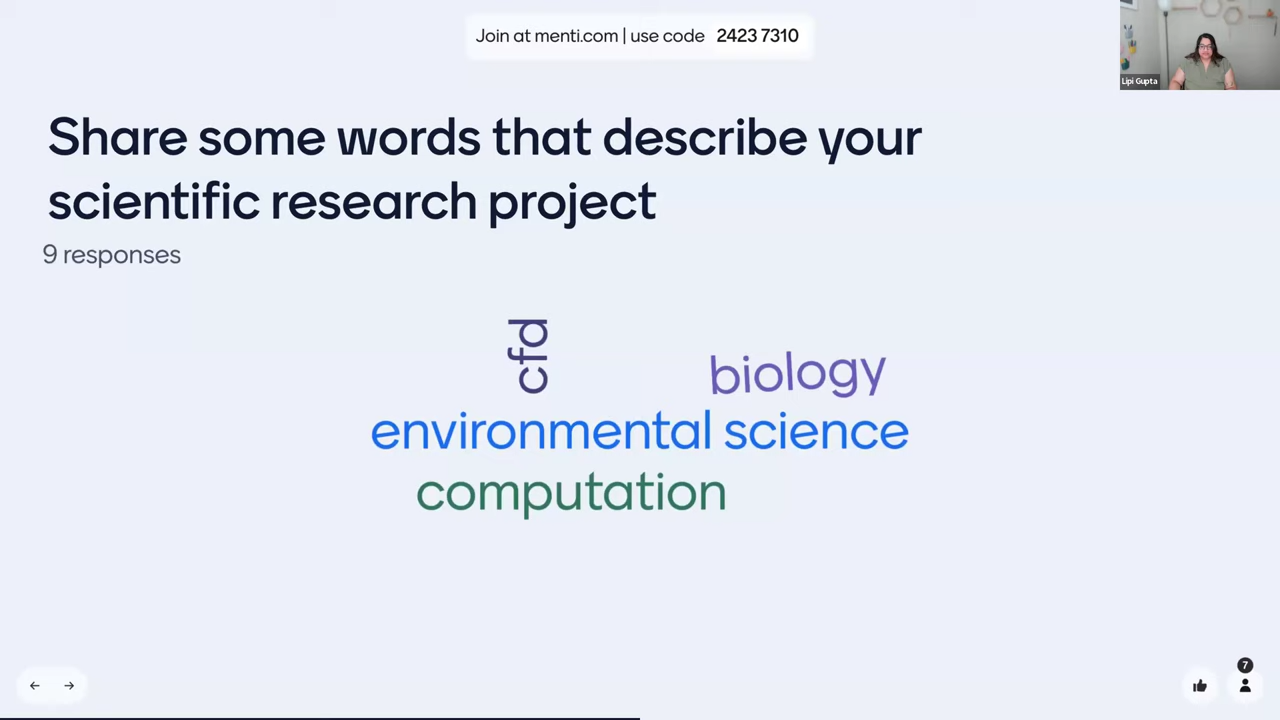 Join at menti.com | use code 2423 7310
Lipi Gupta
Share some words that describe your
scientific research project
9 responses
cfd
biology
environmental science
computation
7